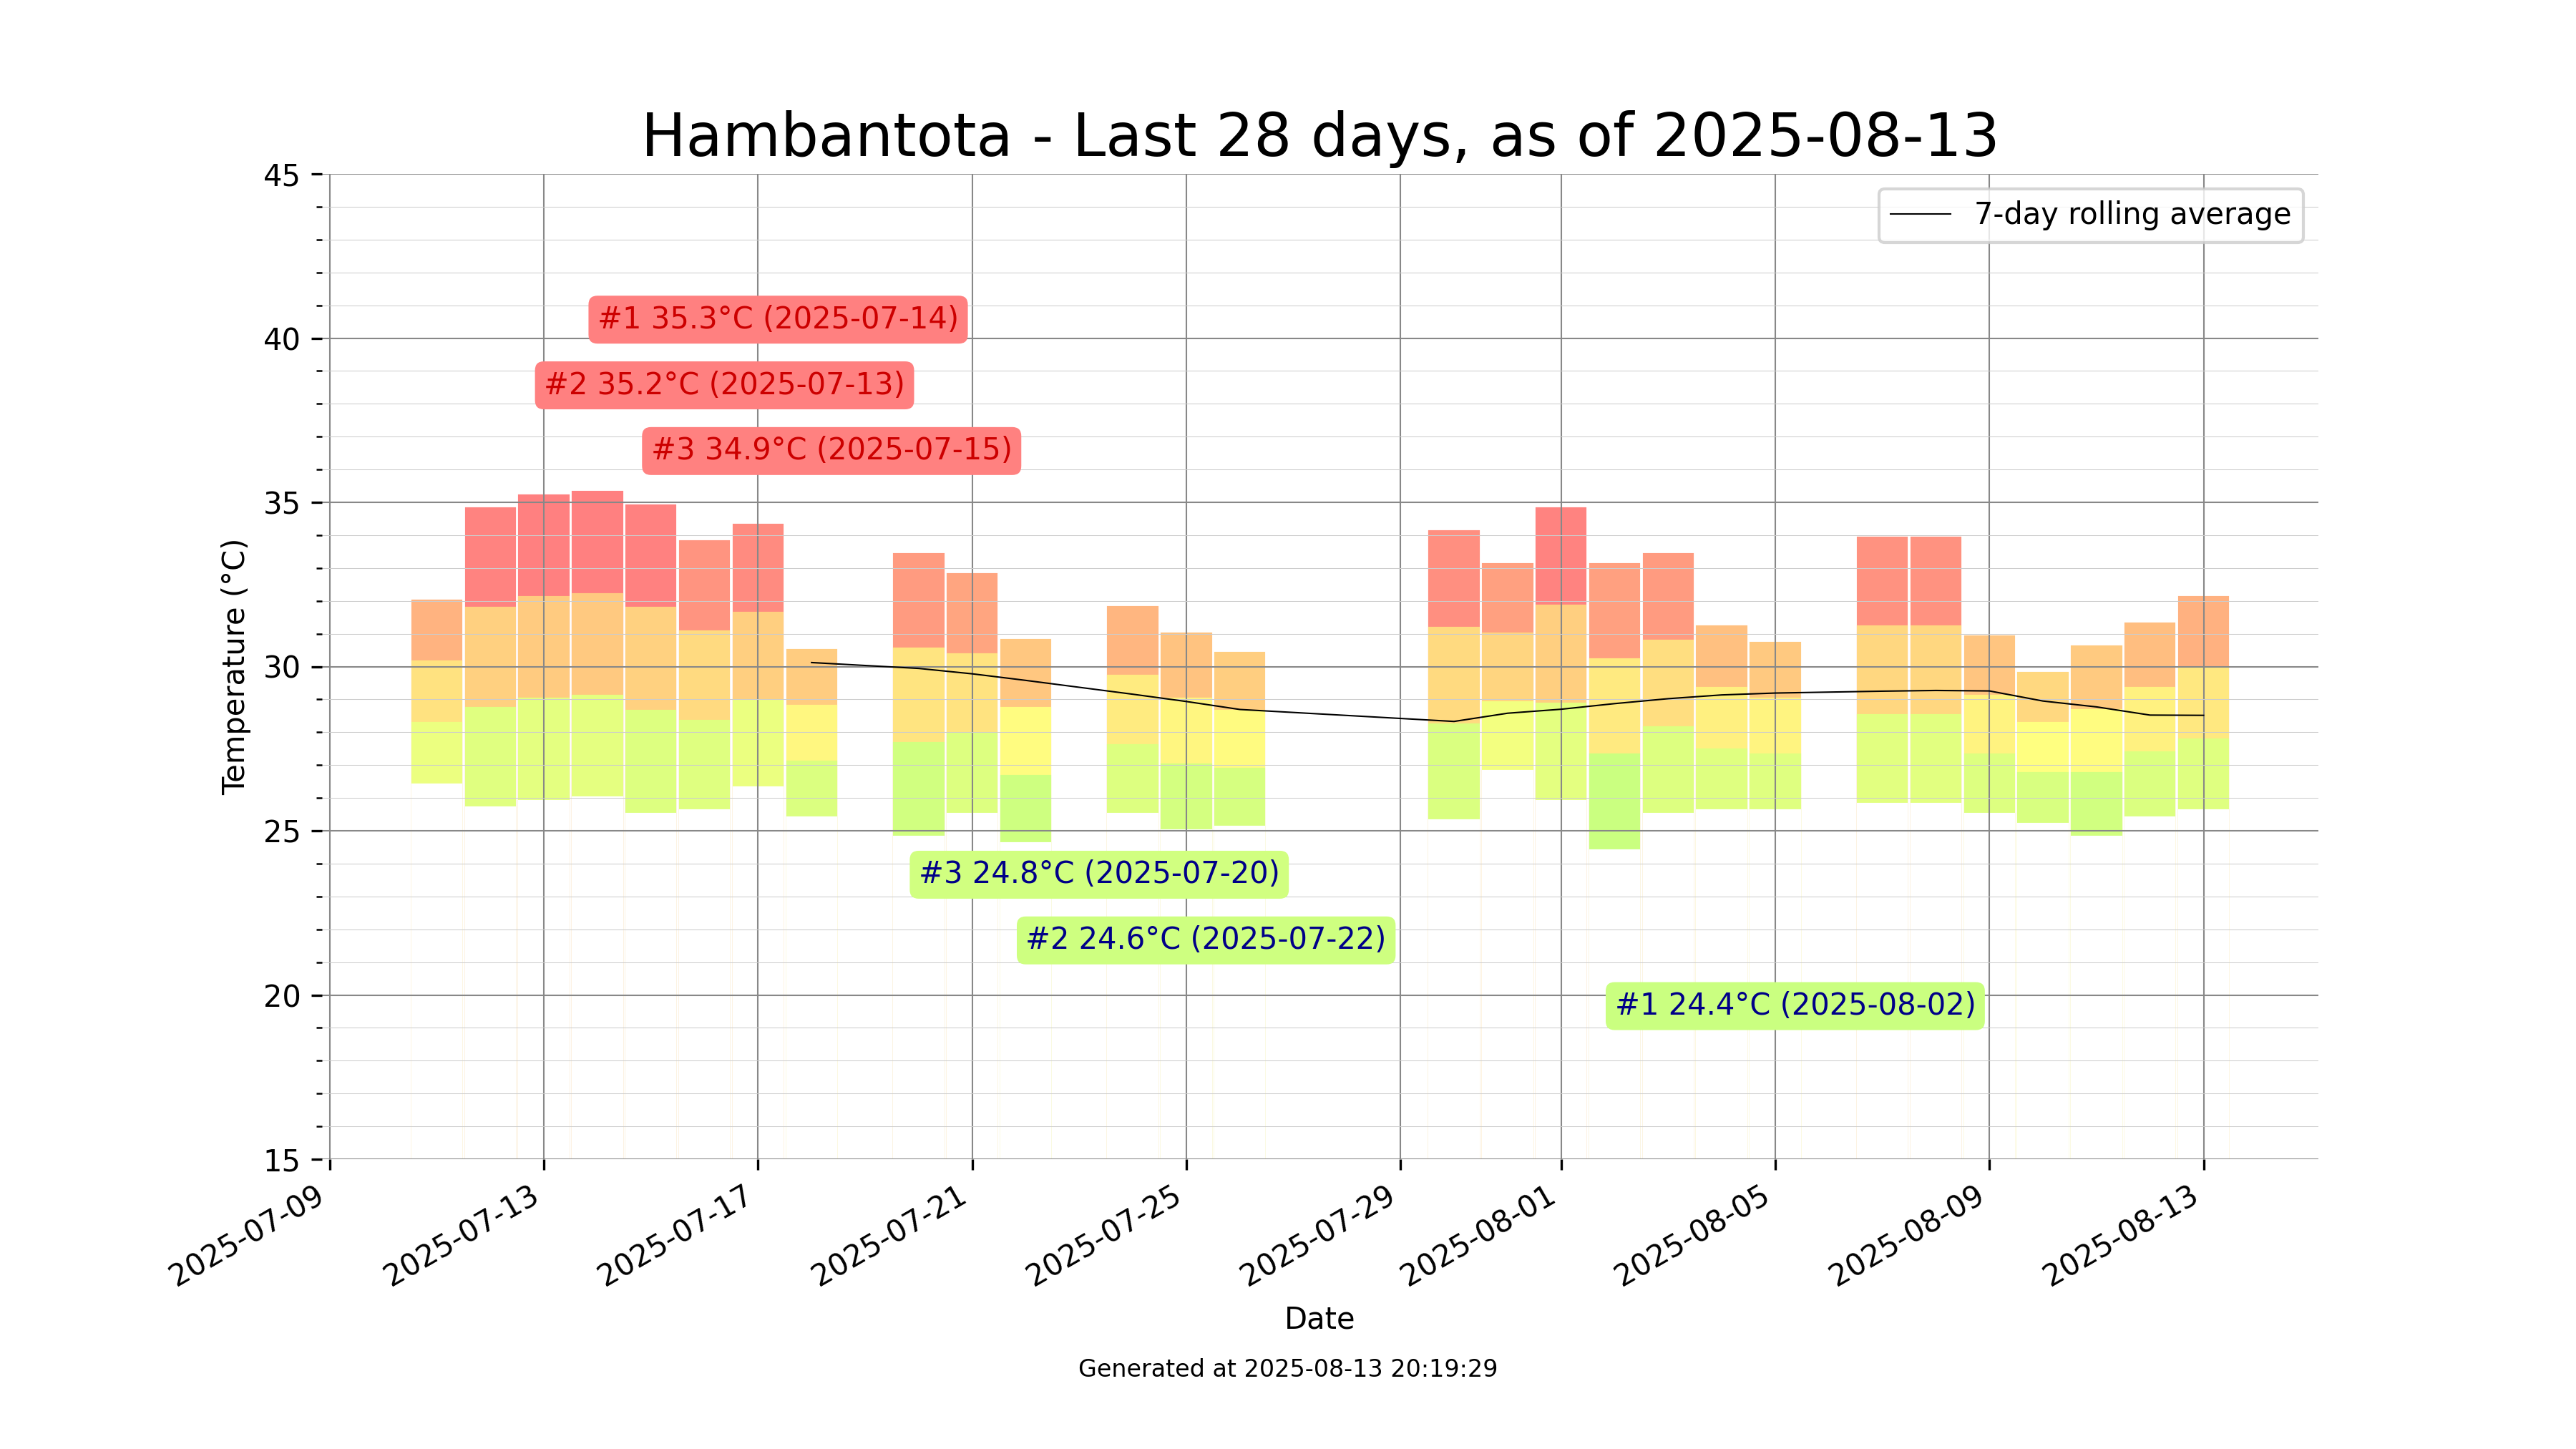 Hambantota - Last 28 days, as of 2025-08-13
7-day rolling average
45
40
35
30
25
20
15
Temperature (°C)
#1 35.3°C (2025-07-14)
#2 35.2°C (2025-07-13)
#3 34.9°C (2025-07-15)
#3 24.8°C (2025-07-20)
#2 24.6°C (2025-07-22)
#1 24.4°C (2025-08-02)
2025-07-09
2025-07-13
2025-07-17
2025-07-21
2025-07-25
2025-07-29
2025-08-01
2025-08-05
2025-08-09
2025-08-13
Date
Generated at 2025-08-13 20:19:29